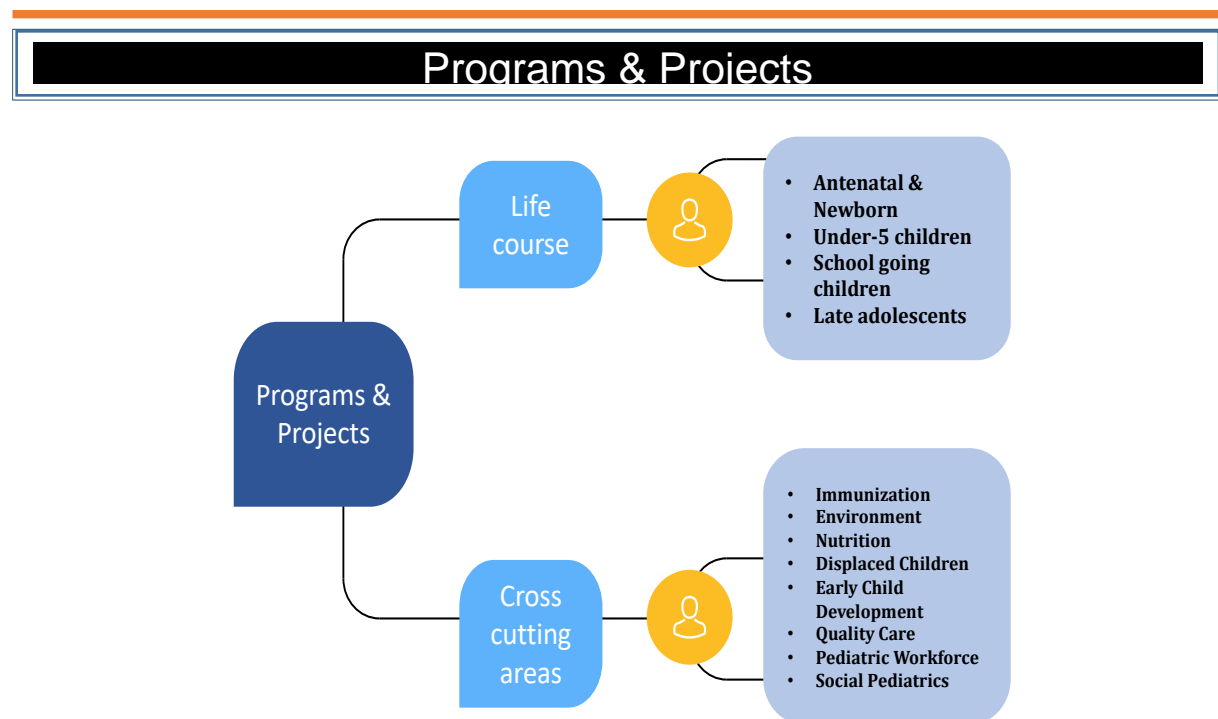 Programs & Projects
Life
course
• Antenatal &
Newborn
• Under-5 children
• School going
children
• Late adolescents
Programs &
Projects
Cross
cutting
areas
• Immunization
• Environment
• Nutrition
• Displaced Children
• Early Child
Development
• Quality Care
• Pediatric Workforce
• Social Pediatrics